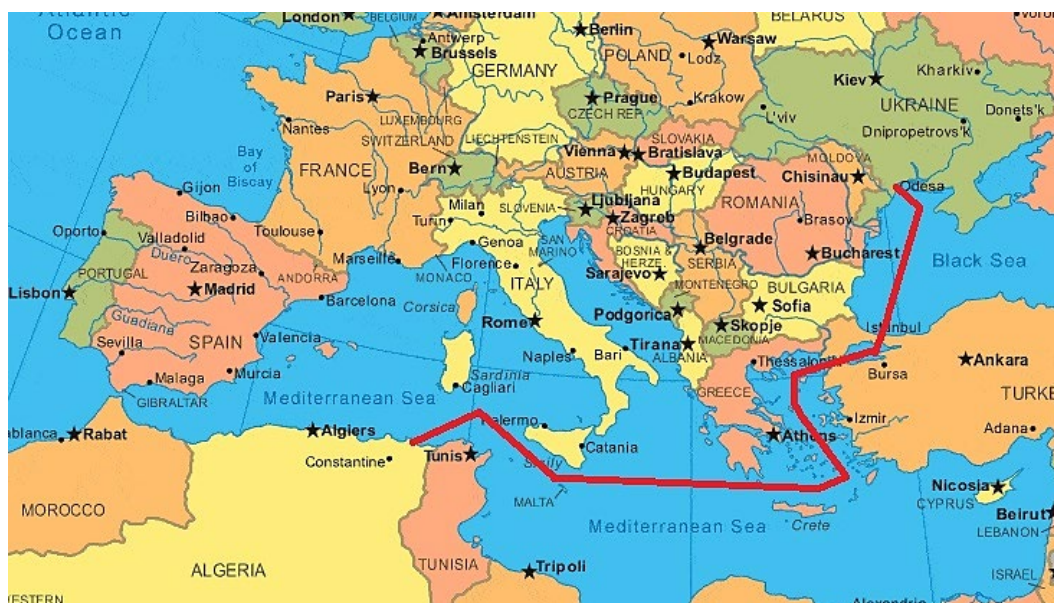 Atlantic
Ocean
London
BELGIUM
Amsterdam
Antwerp
Brussels
Berlin
GERMANY
POLAND
Warsaw
Lodz
BELARUS
Kiev
Kharkiv
UKRAINE
Donets'k
Dnipropetrovs'k
L'viv
Krakow
Prague
CZECH REP
Paris
LUXEMBOURG
Nantes
SWITZERLAND
LIECHTENSTEIN
SLOVAKIA
Vienna
Bratislava
MOLDOVA
Chisinau
Odesa
Bay
of
Biscay
FRANCE
Bern
AUSTRIA
Budapest
HUNGARY
Lyon
Milan
SLOVENIA
Ljubljana
Zagreb
CROATIA
ROMANIA
Brasov
Gijon
Bilbao
Toulouse
Turin
Genoa
SAN
MARINO
BOSNIA
& HERZE
Belgrade
SERBIA
Bucharest
Black Sea
Oporto
Valladolid
Duero
Marseille
MONACO
Florence
ITALY
Sarajevo
MONTENEGRO
BULGARIA
PORTUGAL
Zaragoza
ANDORRA
Lisbon
Madrid
Barcelona
Corsica
Rome
Podgorica
Sofia
Skopje
MACEDONIA
Istanbul
Guadiana
Sevilla
SPAIN
Valencia
Naples
Bari
Tirana
ALBANIA
Thessaloniki
Bursa
Ankara
Malaga
Murcia
Sardinia
Cagliari
GREECE
TURKE
GIBRALTAR
Mediterranean Sea
Palermo
Izmir
Adana
ablanca
Rabat
Algiers
Athens
Constantine
Tunis
Sicily
Catania
Nicosia
CYPRUS
MALTA
Crete
Beirut
LEBANON
MOROCCO
Mediterranean Sea
ALGERIA
TUNISIA
Tripoli
ISRAEL
ESTERN
Alexandria